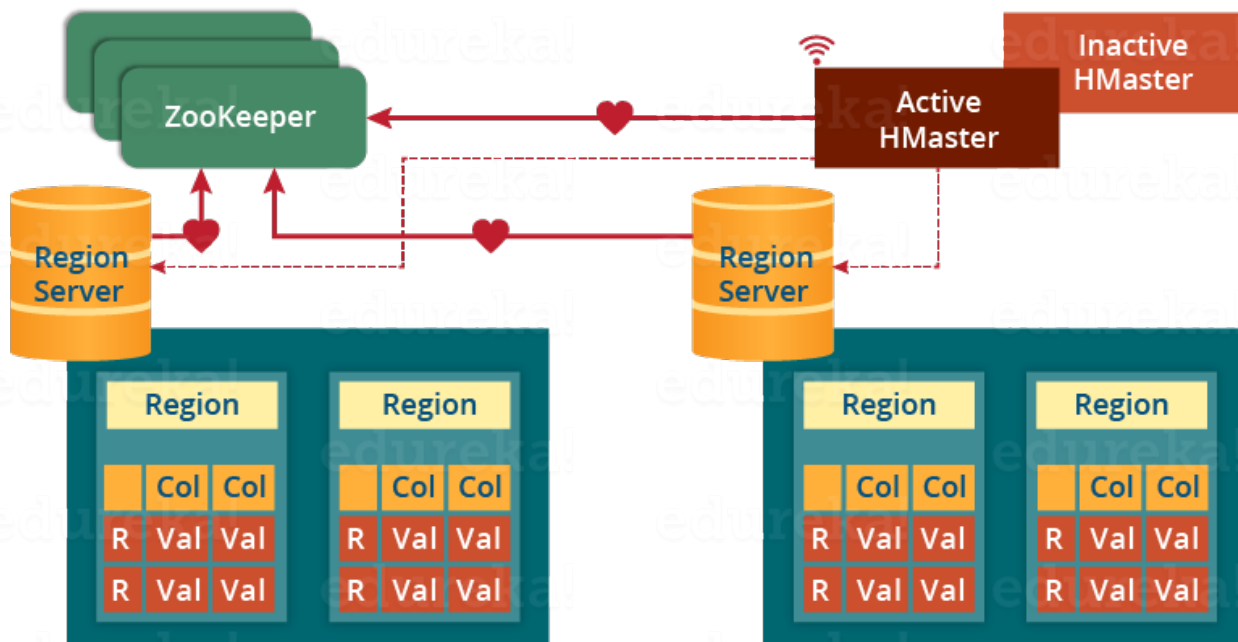 ZooKeeper
Inactive
HMaster
Active
HMaster
Region
Server
Region
Server
Region
Region
Region
Region
Col Col
Col Col
Col Col
Col Col
R Val Val
R Val Val
R Val Val
R Val Val
R Val Val
R Val Val
R Val Val
R Val Val
edureka!